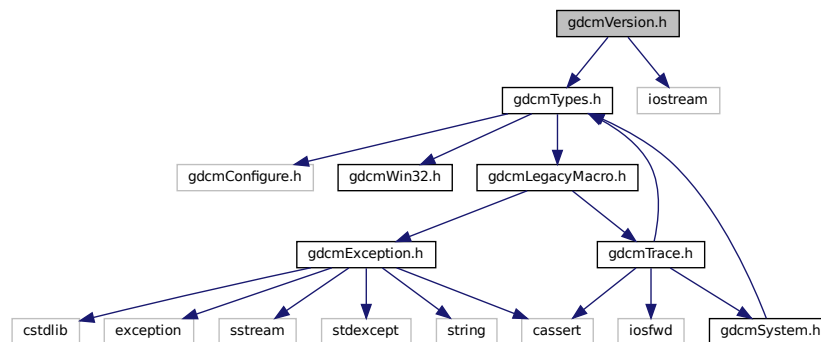 gdcmVersion.h
gdcmTypes.h
iostream
gdcmConfigure.h
gdcmWin32.h
gdcmLegacyMacro.h
gdcmException.h
gdcmTrace.h
cstdlib
exception
sstream
stdexcept
string
cassert
iosfwd
gdcmSystem.h